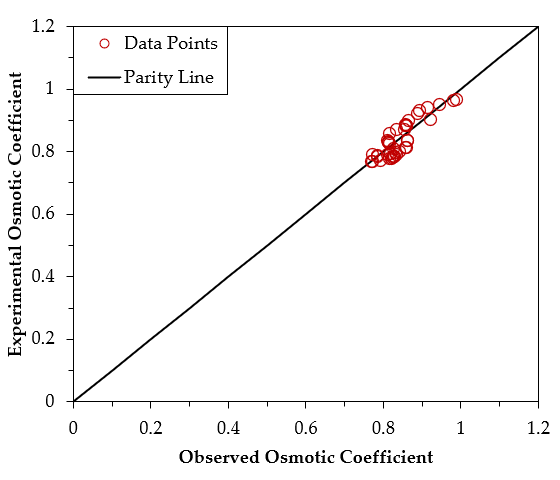 1.2
1
0.8
0.6
0.4
0.2
0
Experimental Osmotic Coefficient
Data Points
Parity Line
0 0.2 0.4 0.6 0.8 1 1.2
Observed Osmotic Coefficient